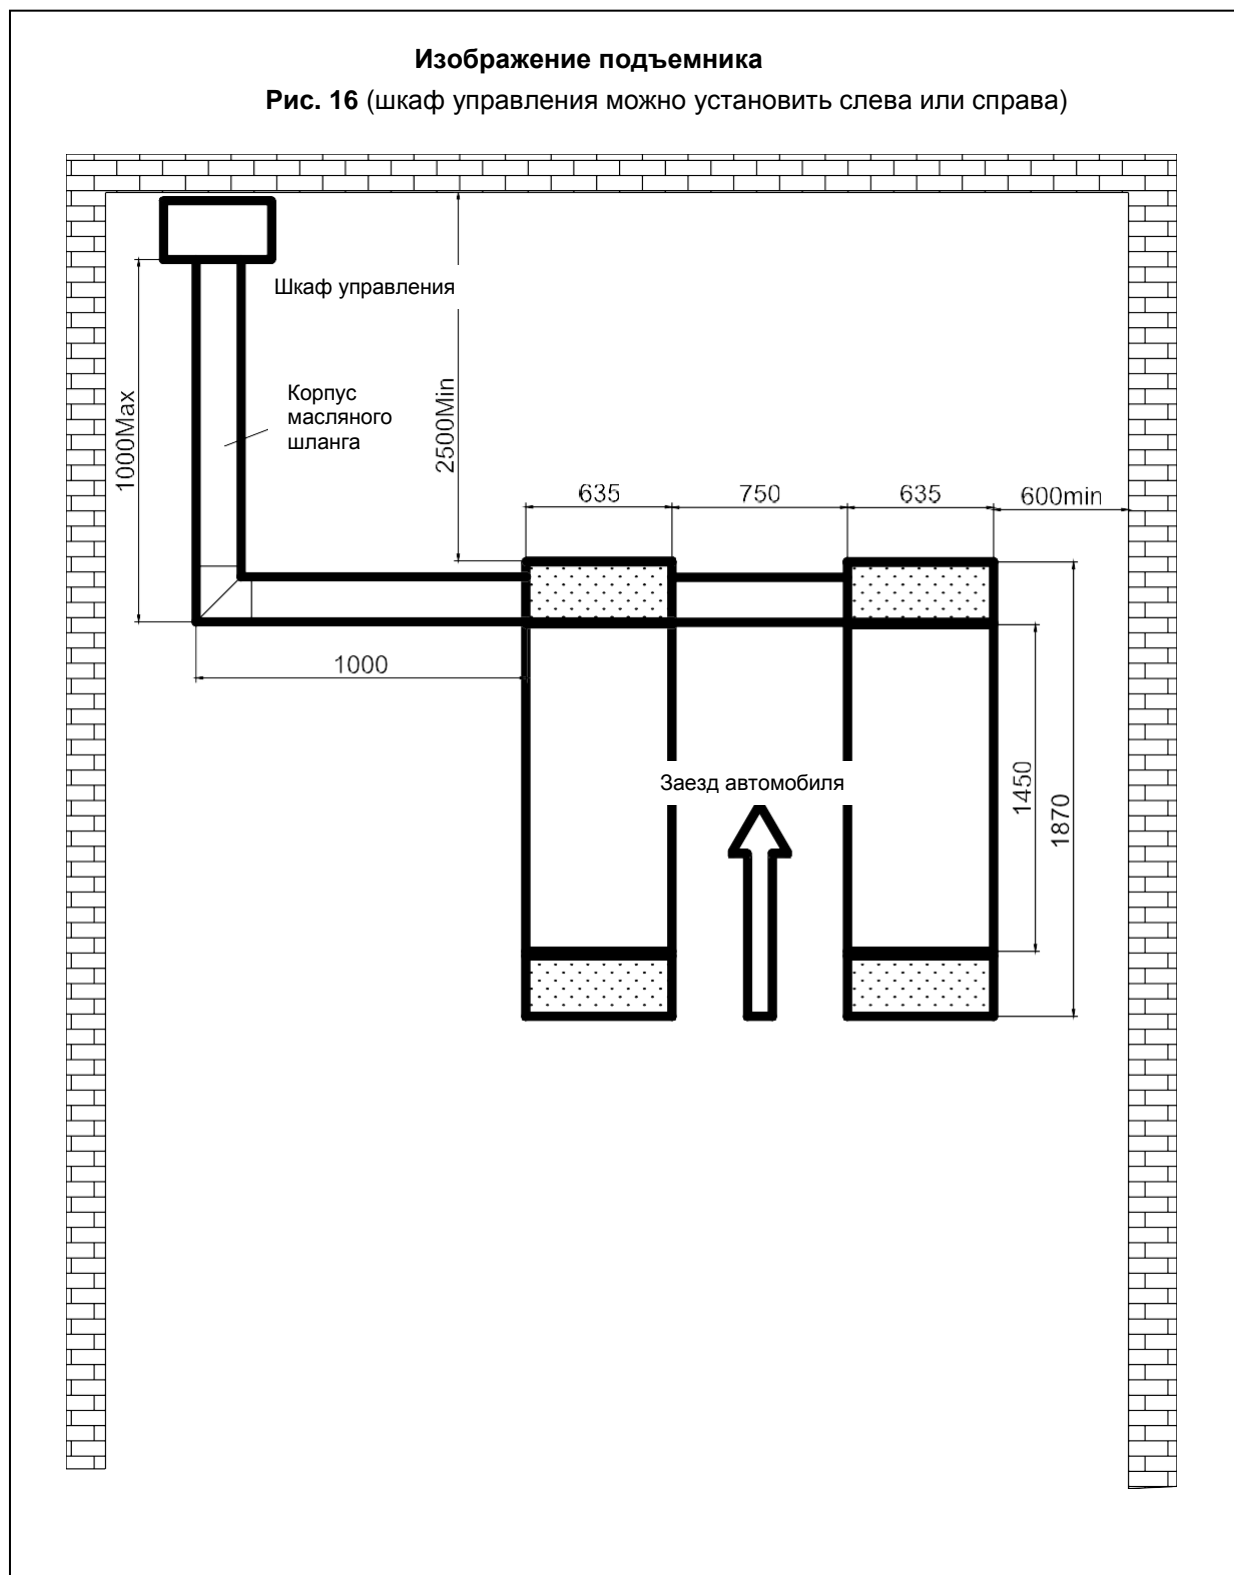 Изображение подъемника
Рис. 16 (шкаф управления можно установить слева или справа)
Шкаф управления
Корпус
масляного
шланга
1000Max
2500Min
635
750
635
600min
1000
Заезд автомобиля
1450
1870